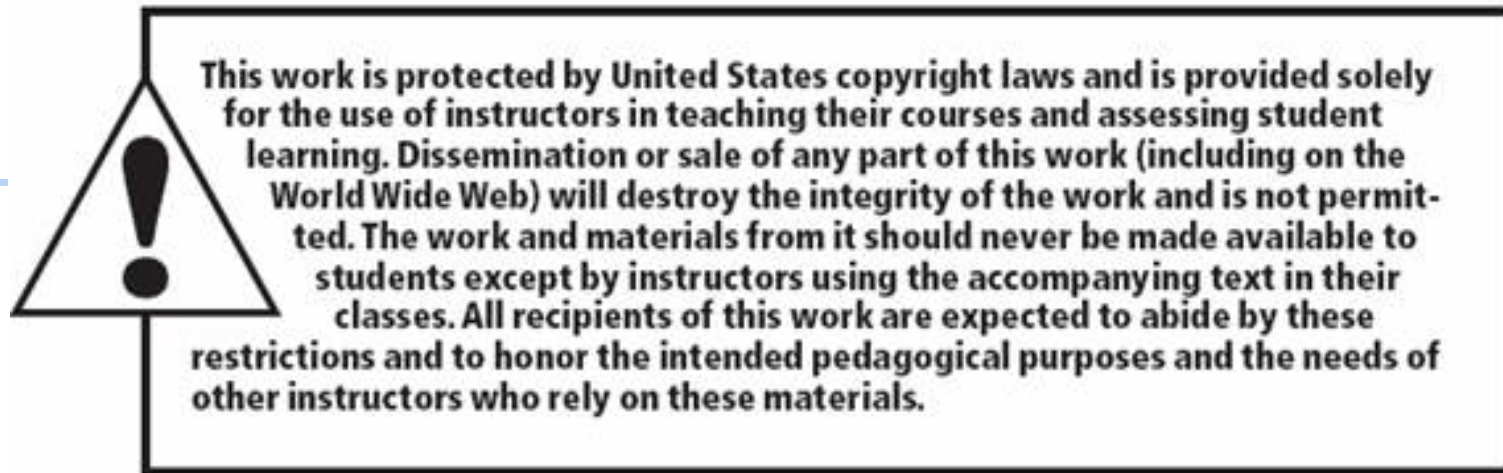 This work is protected by United States copyright laws and is provided solely
for the use of instructors in teaching their courses and assessing student
learning. Dissemination or sale of any part of this work (including on the
World Wide Web) will destroy the integrity of the work and is not permit-
ted. The work and materials from it should never be made available to
students except by instructors using the accompanying text in their
classes. All recipients of this work are expected to abide by these
restrictions and to honor the intended pedagogical purposes and the needs of
other instructors who rely on these materials.